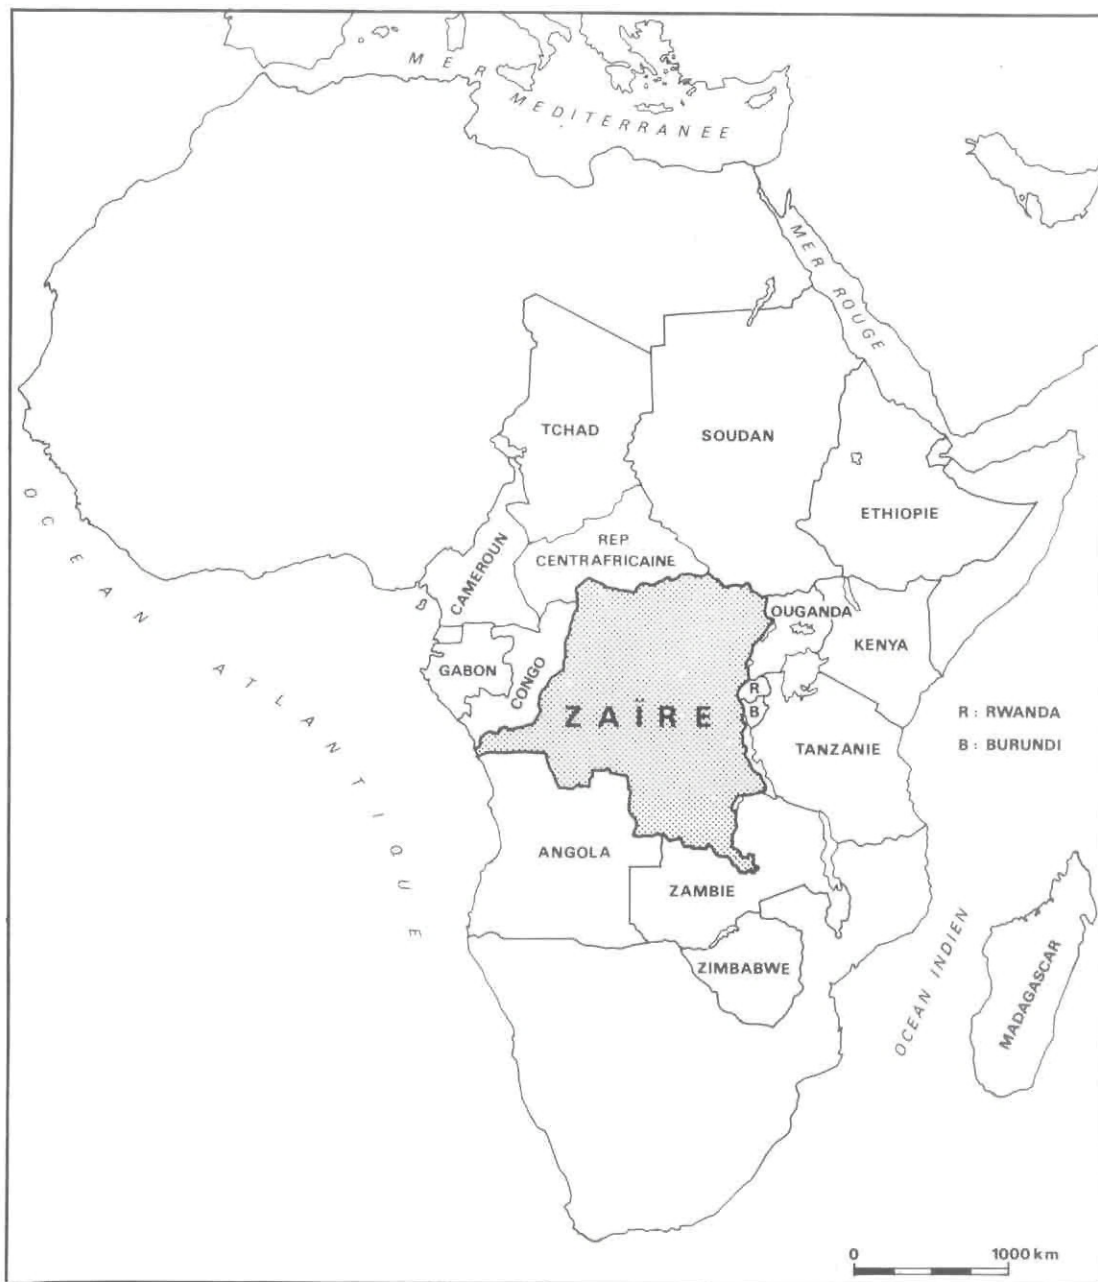 MER
MEDITERRANEE
MER ROUGE
TCHAD
SOUDAN
ETHIOPIE
OCEAN ATLANTIQUE
REP
CENTRAFRICAINE
CAMEROUN
OUGANDA
KENYA
GABON
CONGO
R
ZAÏRE
B
R : RWANDA
TANZANIE
B : BURUNDI
ANGOLA
ZAMBIE
ZIMBABWE
OCEAN INDIEN
MADAGASCAR
0 1000 km